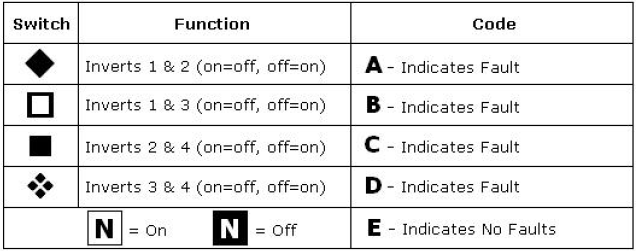 Switch Function Code
Inverts 1 & 2 (on=off, off=on) A - Indicates Fault
Inverts 1 & 3 (on=off, off=on) B - Indicates Fault
Inverts 2 & 4 (on=off, off=on) C - Indicates Fault
Inverts 3 & 4 (on=off, off=on) D - Indicates Fault
N = On N = Off E - Indicates No Faults